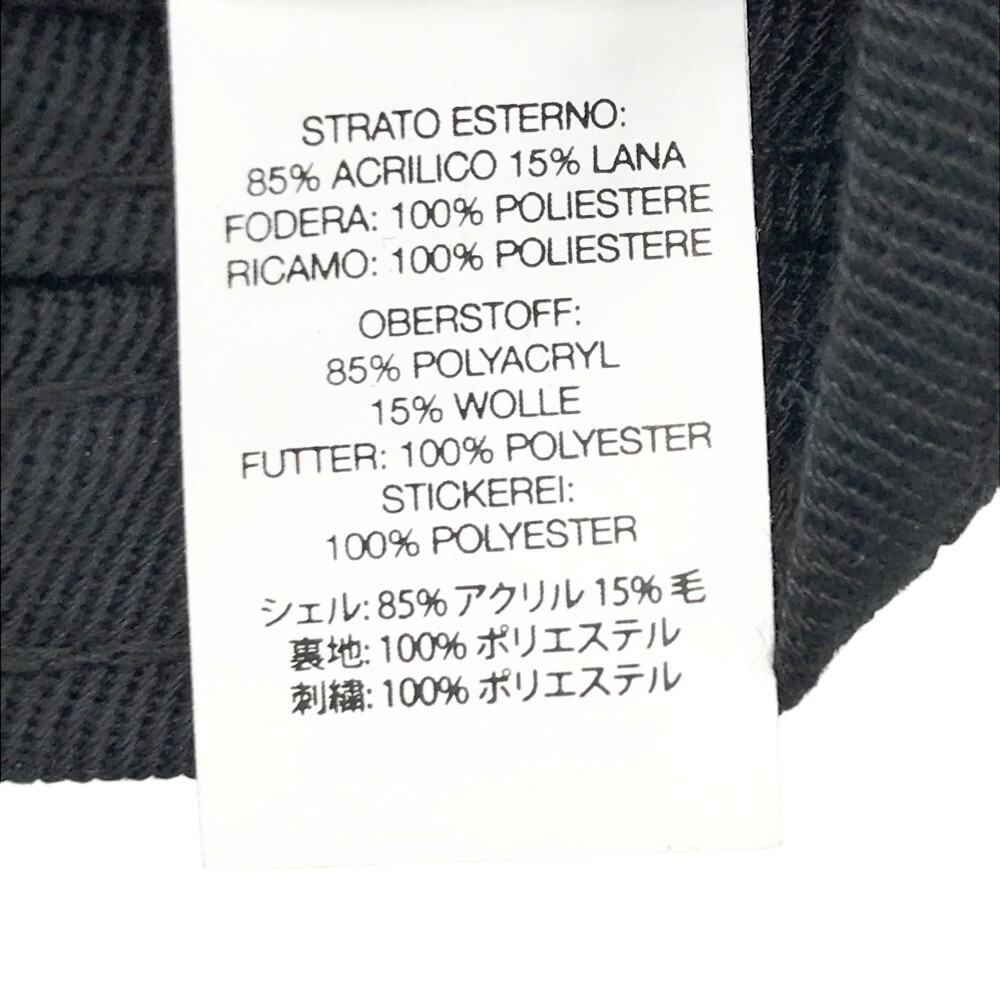 STRATO ESTERNO:
85% ACRILICO 15% LANA
FODERA: 100% POLIESTERE
RICAMO: 100% POLIESTERE
OBERSTOFF:
85% POLYACRYL
15% WOLLE
FUTTER: 100% POLYESTER
STICKEREI:
100% POLYESTER
シェル: 85% アクリル 15% 毛
裏地: 100% ポリエステル
刺繍: 100% ポリエステル